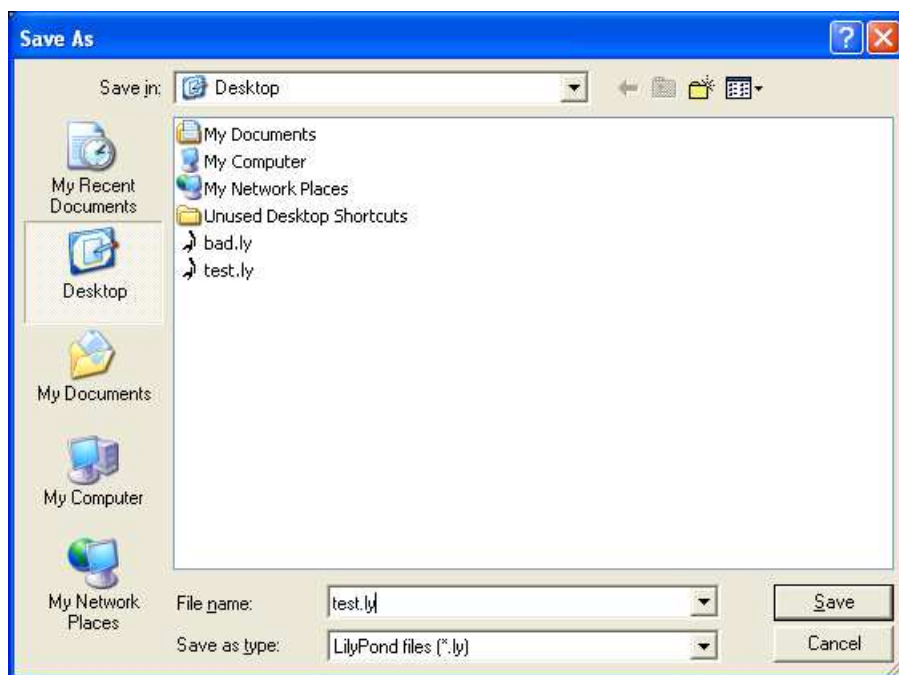 Save As
Save in:
Desktop
My Recent
Documents
Desktop
My Documents
My Computer
My Network
Places
My Documents
My Computer
My Network Places
Unused Desktop Shortcuts
bad.ly
test.ly
File name:
test.ly
Save
Save as type:
LilyPond files (*.ly)
Cancel